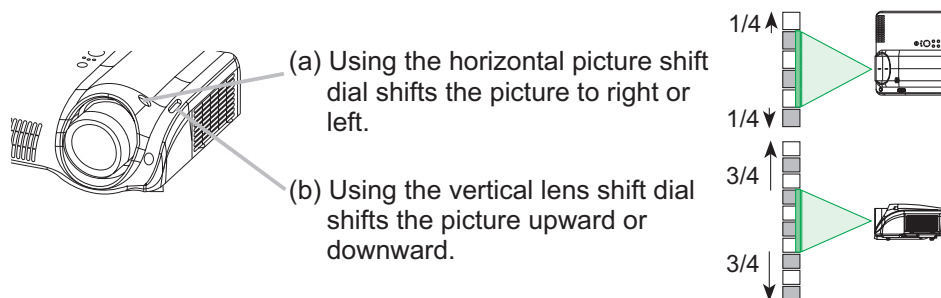 (a) Using the horizontal picture shift
dial shifts the picture to right or
left.
(b) Using the vertical lens shift dial
shifts the picture upward or
downward.
1/4
1/4
3/4
3/4